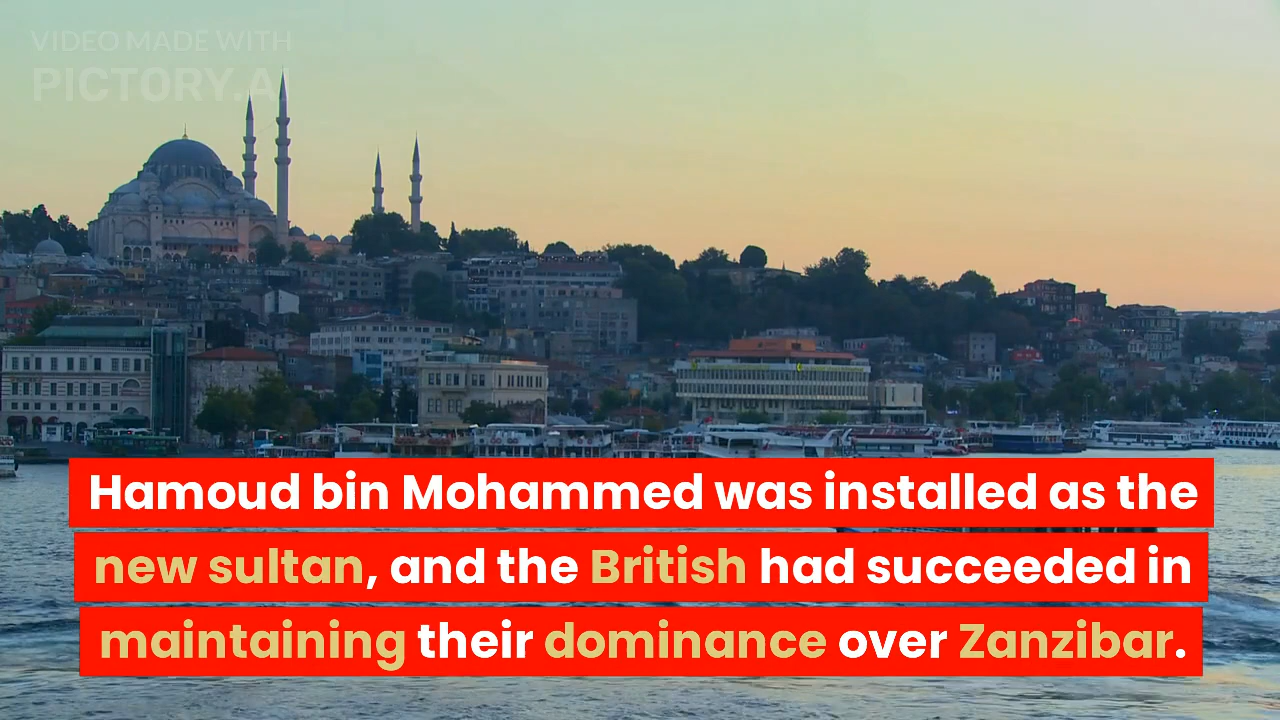 VIDEO MADE WITH
PICTORY.AI
Hamoud bin Mohammed was installed as the
new sultan, and the British had succeeded in
maintaining their dominance over Zanzibar.